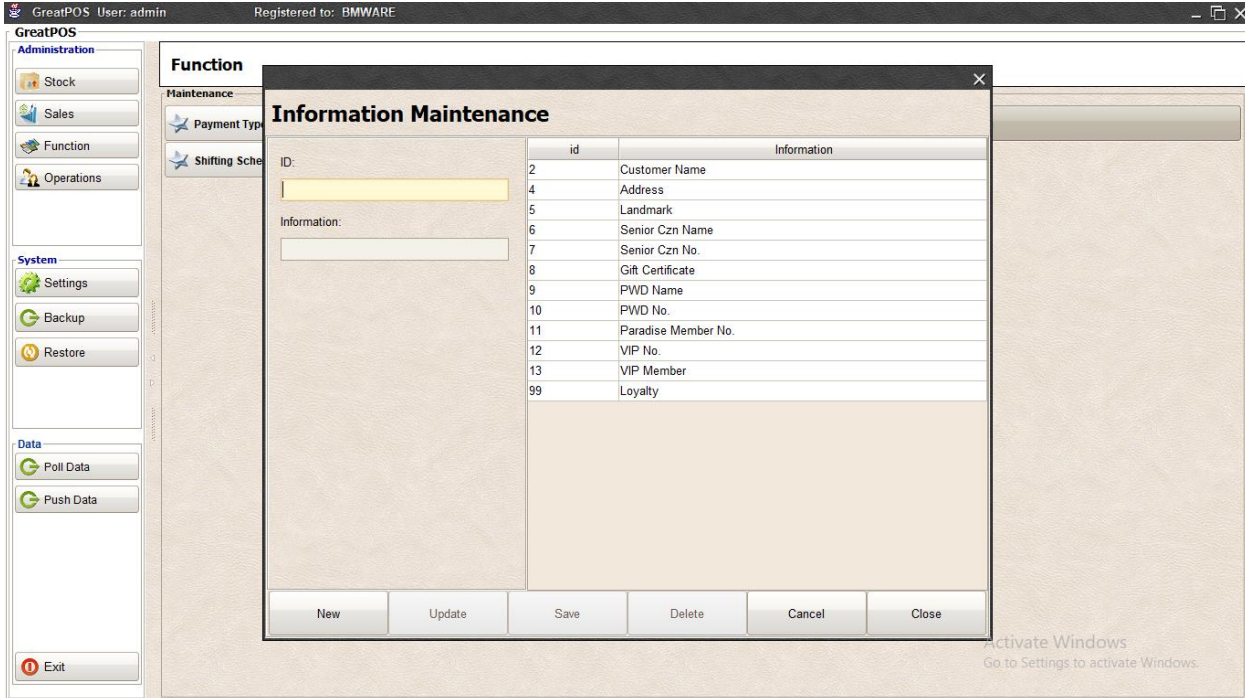 GreatPOS User: admin Registered to: BMWARE
GreatPOS
Administration
Stock
Sales
Function
Operations
System
Settings
Backup
Restore
Data
Poll Data
Push Data
Exit
Function
Maintenance
Payment Type
Shifting Sche
Information Maintenance
ID:
Information:
id Information
2 Customer Name
4 Address
5 Landmark
6 Senior Czn Name
7 Senior Czn No.
8 Gift Certificate
9 PWD Name
10 PWD No.
11 Paradise Member No.
12 VIP No.
13 VIP Member
99 Loyalty
New Update Save Delete Cancel Close
Activate Windows
Go to Settings to activate Windows.